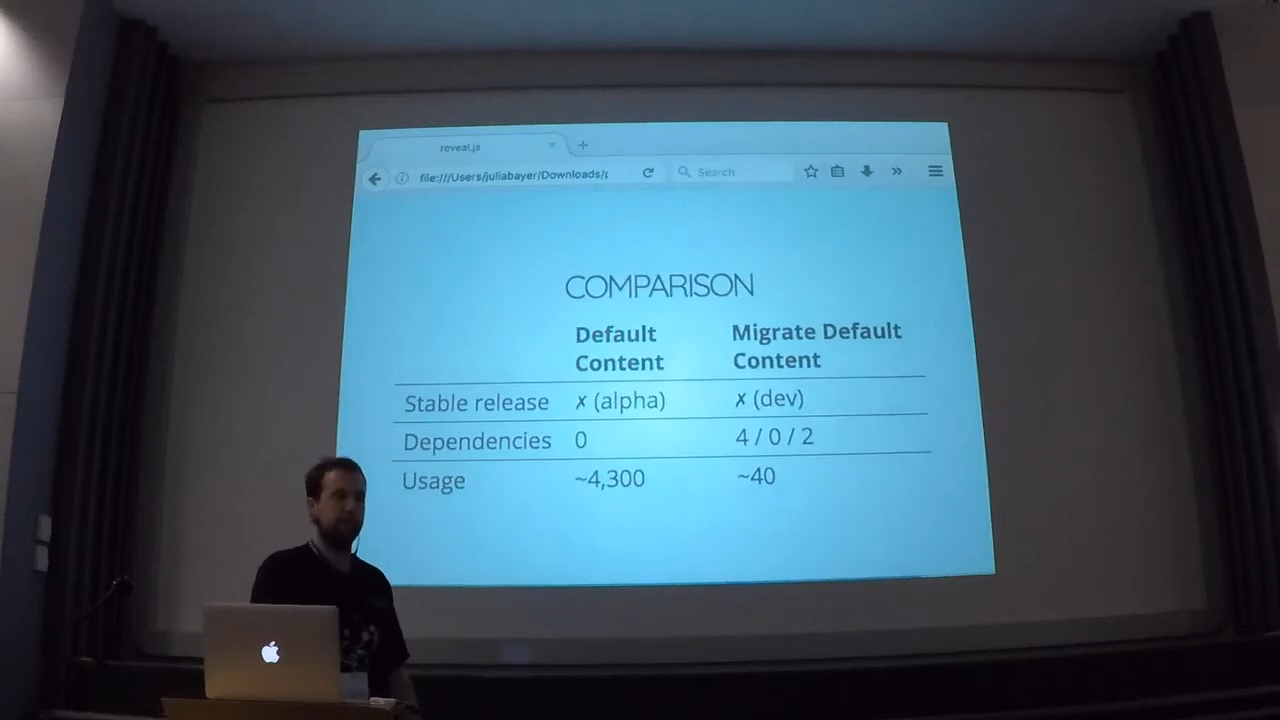 reveal.js
file:///Users/juliabayer/Downloads/
Search
COMPARISON
Default Content
Migrate Default Content
Stable release ✗ (alpha) ✗ (dev)
Dependencies 0 4 / 0 / 2
Usage ~4,300 ~40